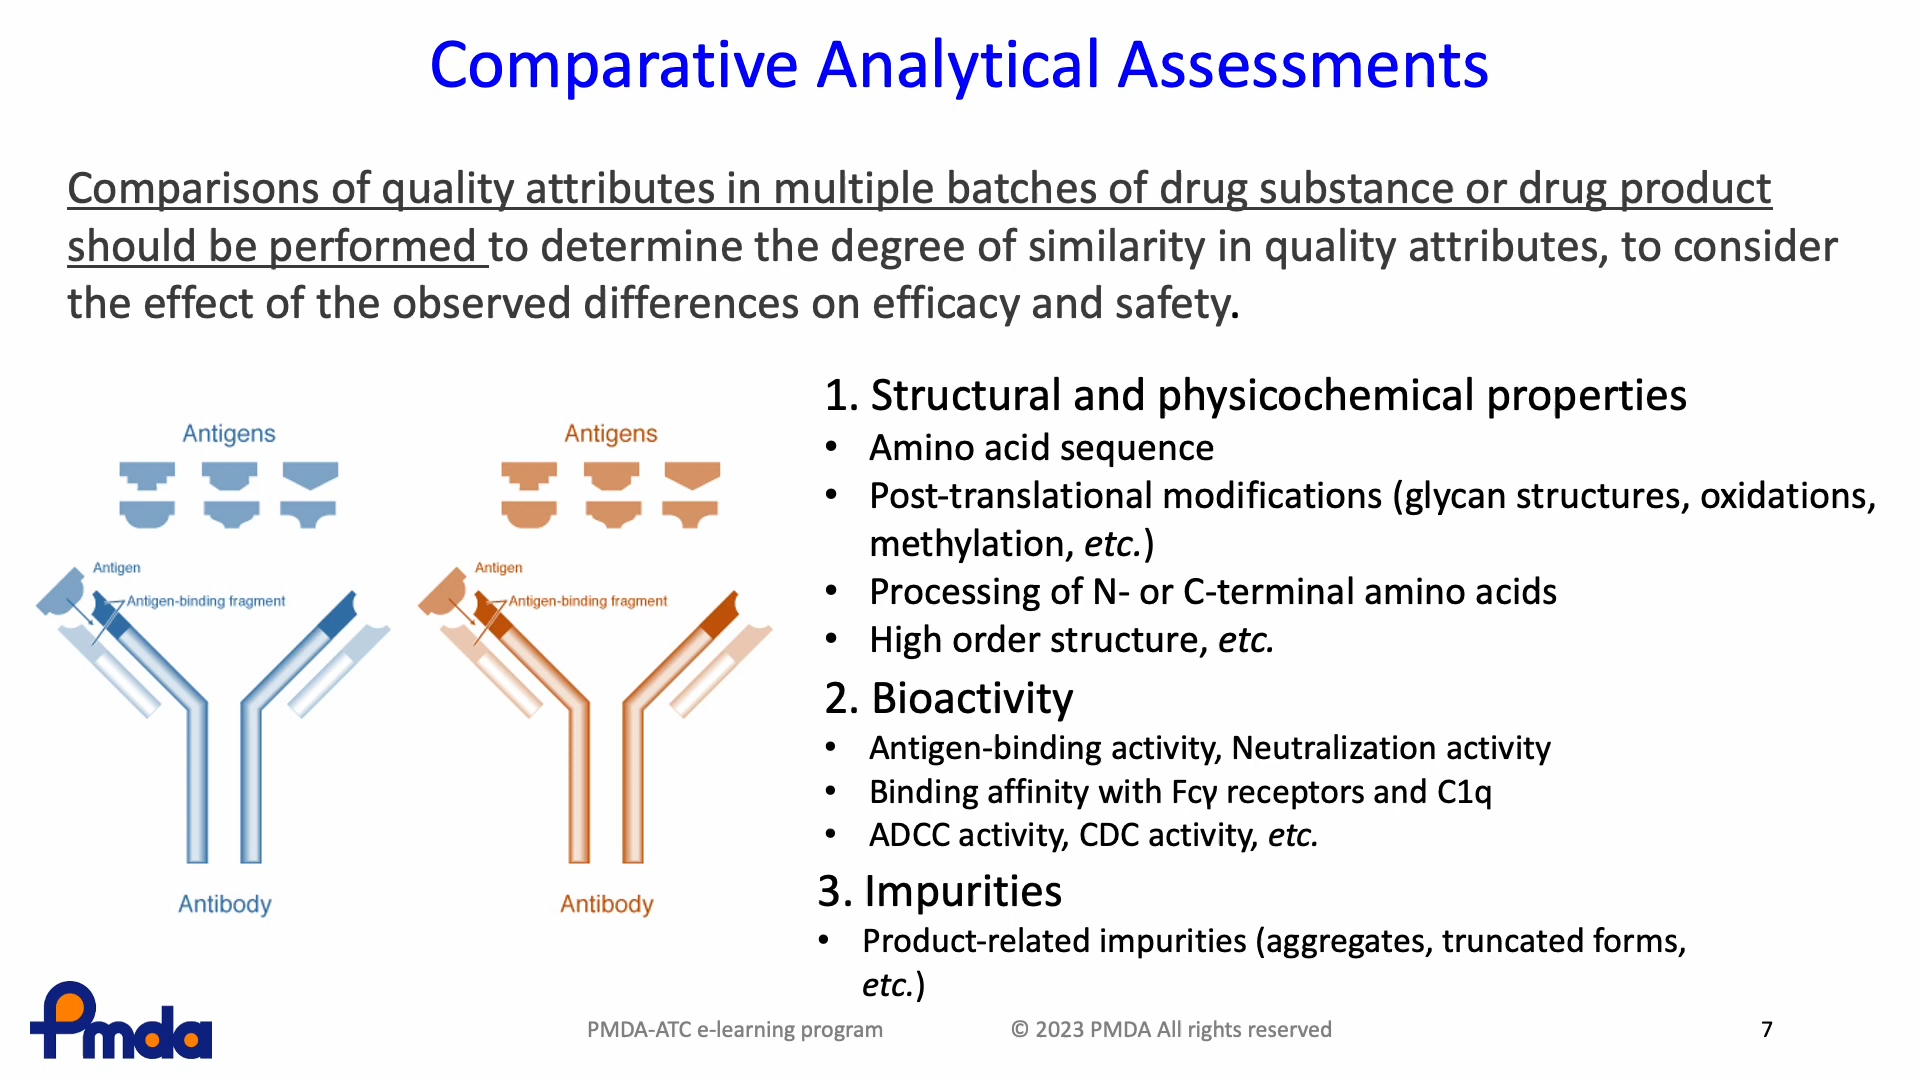 Comparative Analytical Assessments
Comparisons of quality attributes in multiple batches of drug substance or drug product
should be performed to determine the degree of similarity in quality attributes, to consider
the effect of the observed differences on efficacy and safety.
Antigens
Antigen
Antigen-binding fragment
Antibody
Antigens
Antigen
Antigen-binding fragment
Antibody
1. Structural and physicochemical properties
• Amino acid sequence
• Post-translational modifications (glycan structures, oxidations,
methylation, etc.)
• Processing of N- or C-terminal amino acids
• High order structure, etc.
2. Bioactivity
• Antigen-binding activity, Neutralization activity
• Binding affinity with Fcγ receptors and C1q
• ADCC activity, CDC activity, etc.
3. Impurities
• Product-related impurities (aggregates, truncated forms,
etc.)
Pmda
PMDA-ATC e-learning program
© 2023 PMDA All rights reserved
7